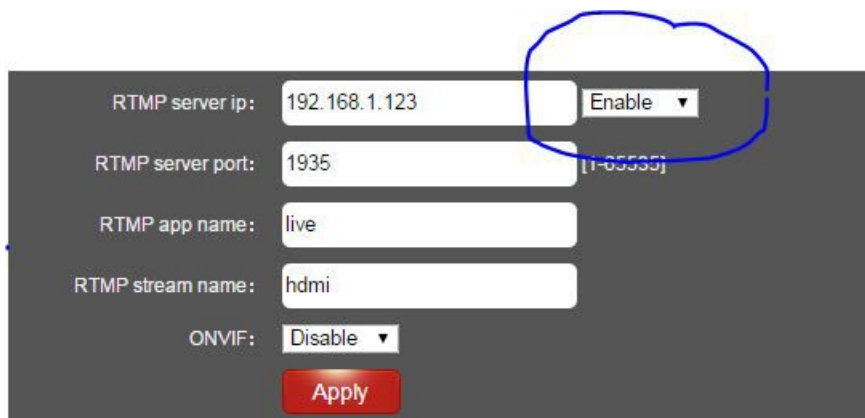 RTMP server ip: 192.168.1.123 Enable
RTMP server port: 1935 [1-65535]
RTMP app name: live
RTMP stream name: hdmi
ONVIF: Disable
Apply